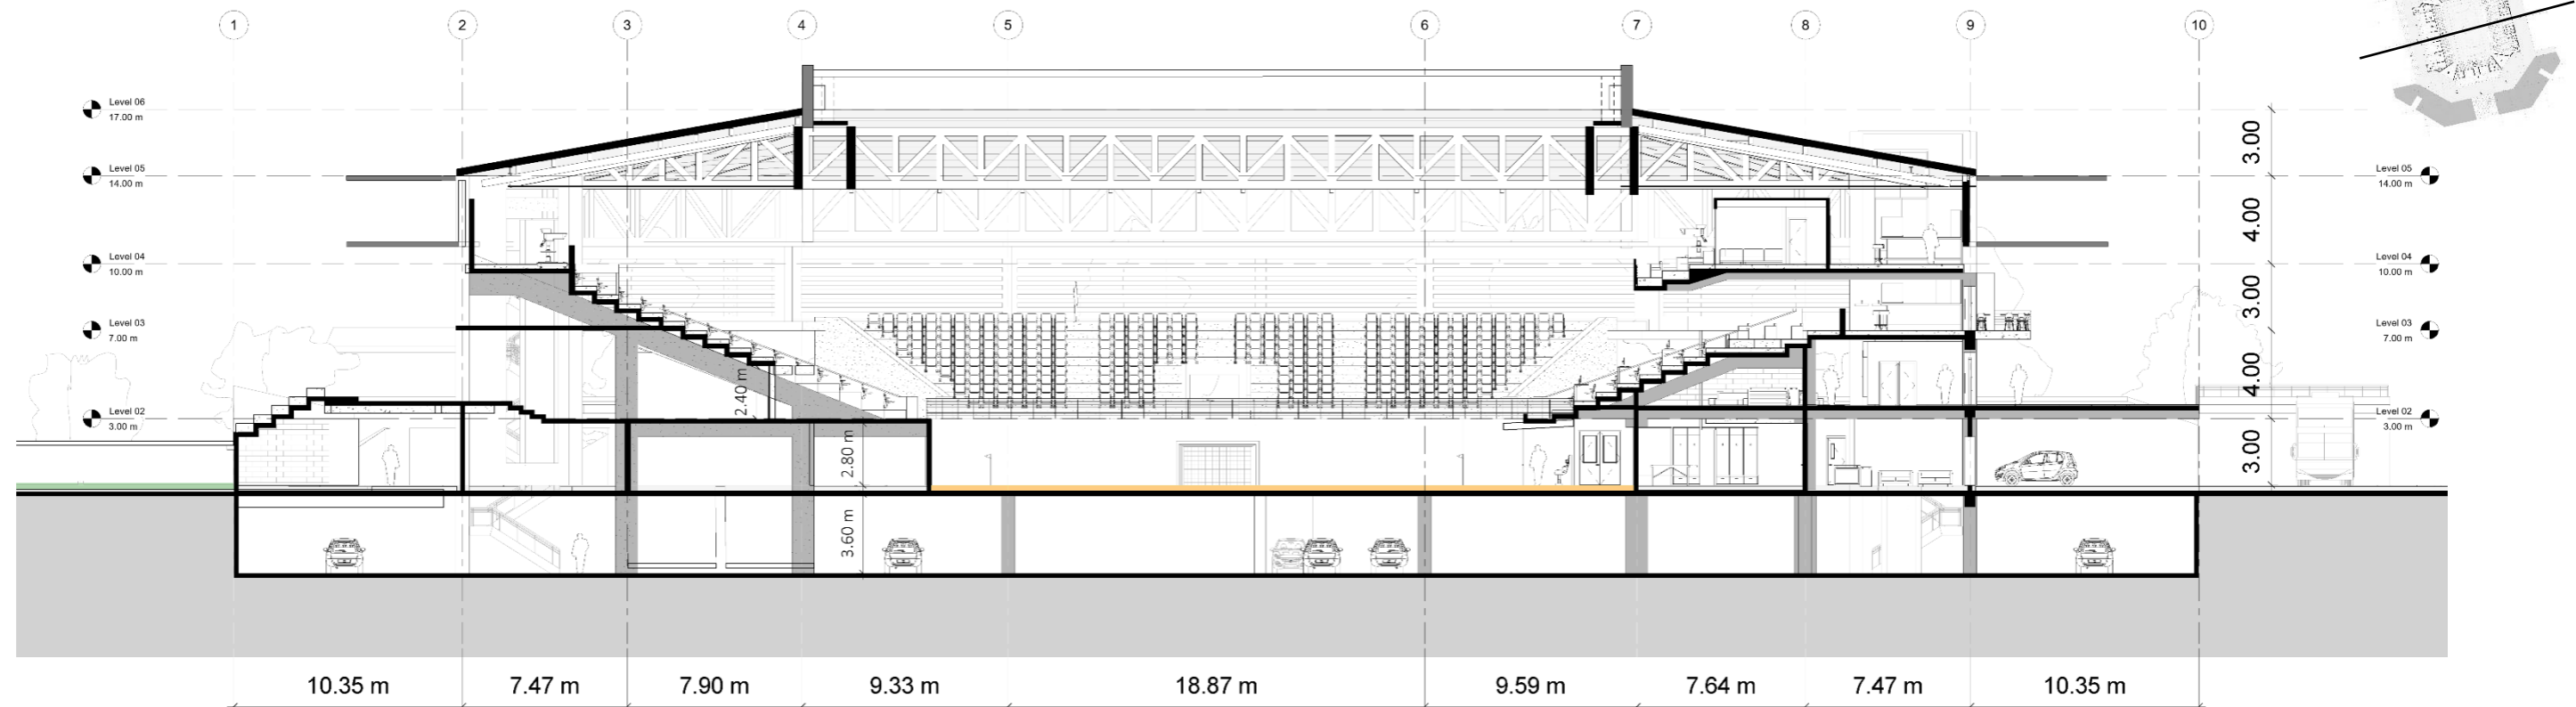 1 2 3 4 5 6 7 8 9 10
Level 06
17.00 m
Level 05
14.00 m
Level 04
10.00 m
Level 03
7.00 m
Level 02
3.00 m
2.40 m
2.80 m
3.60 m
3.00
4.00
3.00
4.00
3.00
Level 05
14.00 m
Level 04
10.00 m
Level 03
7.00 m
Level 02
3.00 m
10.35 m 7.47 m 7.90 m 9.33 m 18.87 m 9.59 m 7.64 m 7.47 m 10.35 m